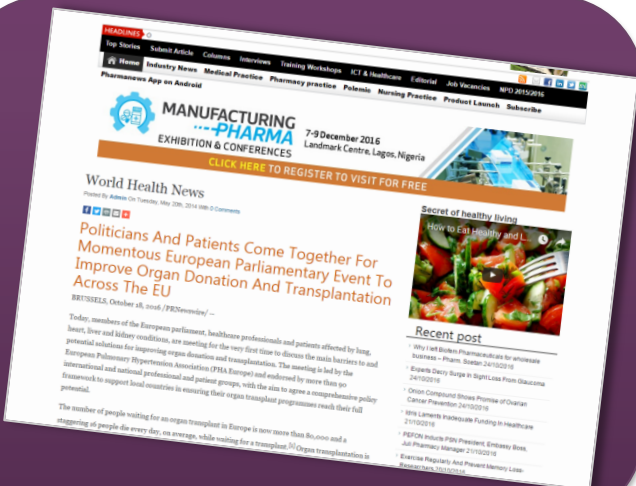 HEADLINES
Top Stories Submit Article Columns Interviews Training Workshops ICT & Healthcare Editorial Job Vacancies NPD 2015/2016
Home Industry News Medical Practice Pharmacy practice Polemic Nursing Practice Product Launch Subscribe
Pharmanews App on Android
MANUFACTURING
PHARMA
EXHIBITION & CONFERENCES
7-9 December 2016
Landmark Centre, Lagos, Nigeria
CLICK HERE TO REGISTER TO VISIT FOR FREE
World Health News
Posted By Admin On Tuesday, May 20th, 2014 With 0 Comments
Politicians And Patients Come Together For
Momentous European Parliamentary Event To
Improve Organ Donation And Transplantation
Across The EU
BRUSSELS, October 18, 2016 /PRNewswire/ --
Today, members of the European parliament, healthcare professionals and patients affected by lung,
heart, liver and kidney conditions, are meeting for the very first time to discuss the main barriers to and
potential solutions for improving organ donation and transplantation. The meeting is led by the
European Pulmonary Hypertension Association (PHA Europe) and endorsed by more than 90
international and national professional and patient groups, with the aim to agree a comprehensive policy
framework to support local countries in ensuring their organ transplant programmes reach their full
potential.
The number of people waiting for an organ transplant in Europe is now more than 80,000 and a
staggering 16 people die every day, on average, while waiting for a transplant. Organ transplantation is
Secret of healthy living
How to Eat Healthy and L...
Recent post
Why I left Biofem Pharmaceuticals for wholesale
business – Pharm. Soetan 24/10/2016
Experts Decry Surge In Sight Loss From Glaucoma
24/10/2016
Onion Compound Shows Promise of Ovarian
Cancer Prevention 24/10/2016
Idris Laments Inadequate Funding In Healthcare
21/10/2016
PEFON Inducts PSN President, Embassy Boss,
Juli Pharmacy Manager 21/10/2016
Exercise Regularly And Prevent Memory Loss-
Researchers 20/10/2016